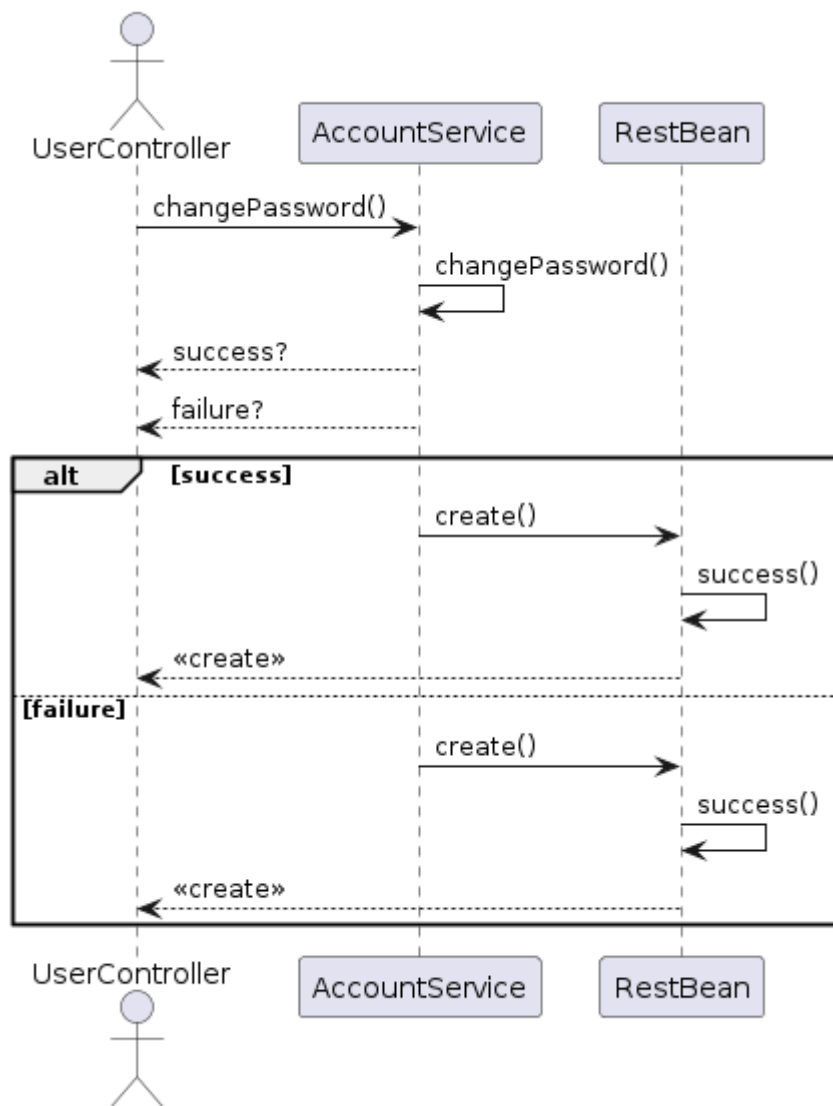 UserController
AccountService
RestBean
changePassword()
changePassword()
success?
failure?
alt
[success]
create()
success()
«create»
[failure]
create()
success()
«create»
UserController
AccountService
RestBean